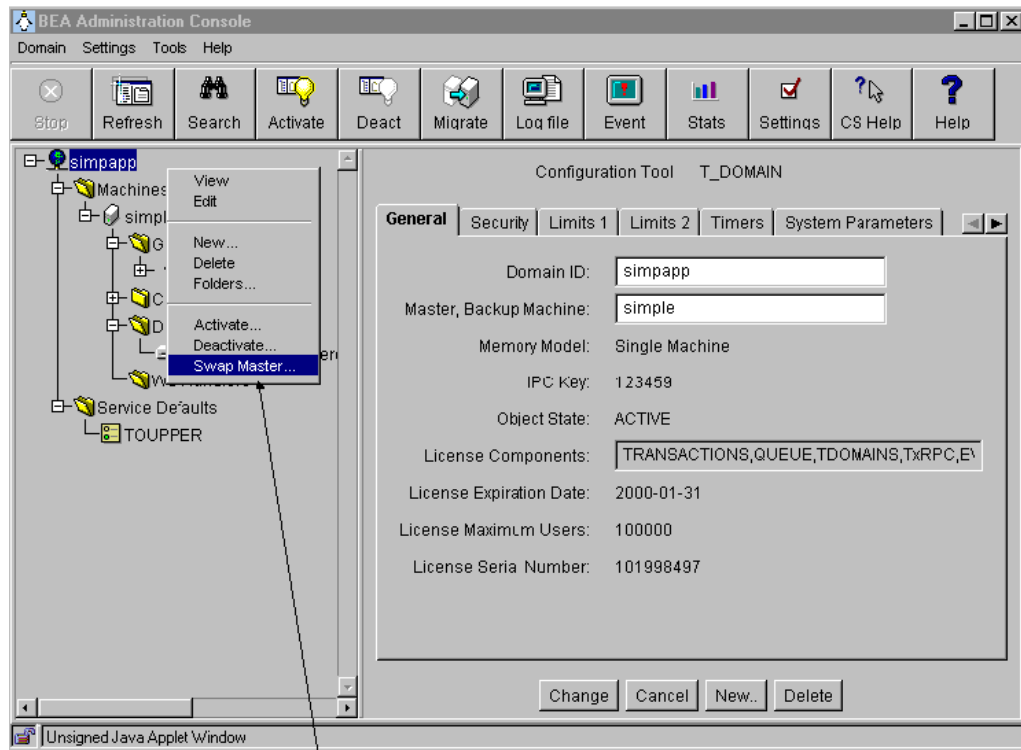 BEA Administration Console
Domain Settings Tools Help
Stop Refresh Search Activate Deact Migrate Log file Event Stats Settings CS Help Help
simpapp
Machines
simpl
G
C
D
er
W
Service Defaults
TOUPPER
View
Edit
New...
Delete
Folders...
Activate...
Deactivate...
Swap Master...
Configuration Tool T_DOMAIN
General Security Limits 1 Limits 2 Timers System Parameters
Domain ID: simpapp
Master, Backup Machine: simple
Memory Model: Single Machine
IPC Key: 123459
Object State: ACTIVE
License Components: TRANSACTIONS,QUEUE,TDOMAINS,TxRPC,EV
License Expiration Date: 2000-01-31
License Maximum Users: 100000
License Serial Number: 101998497
Change Cancel New.. Delete
Unsigned Java Applet Window